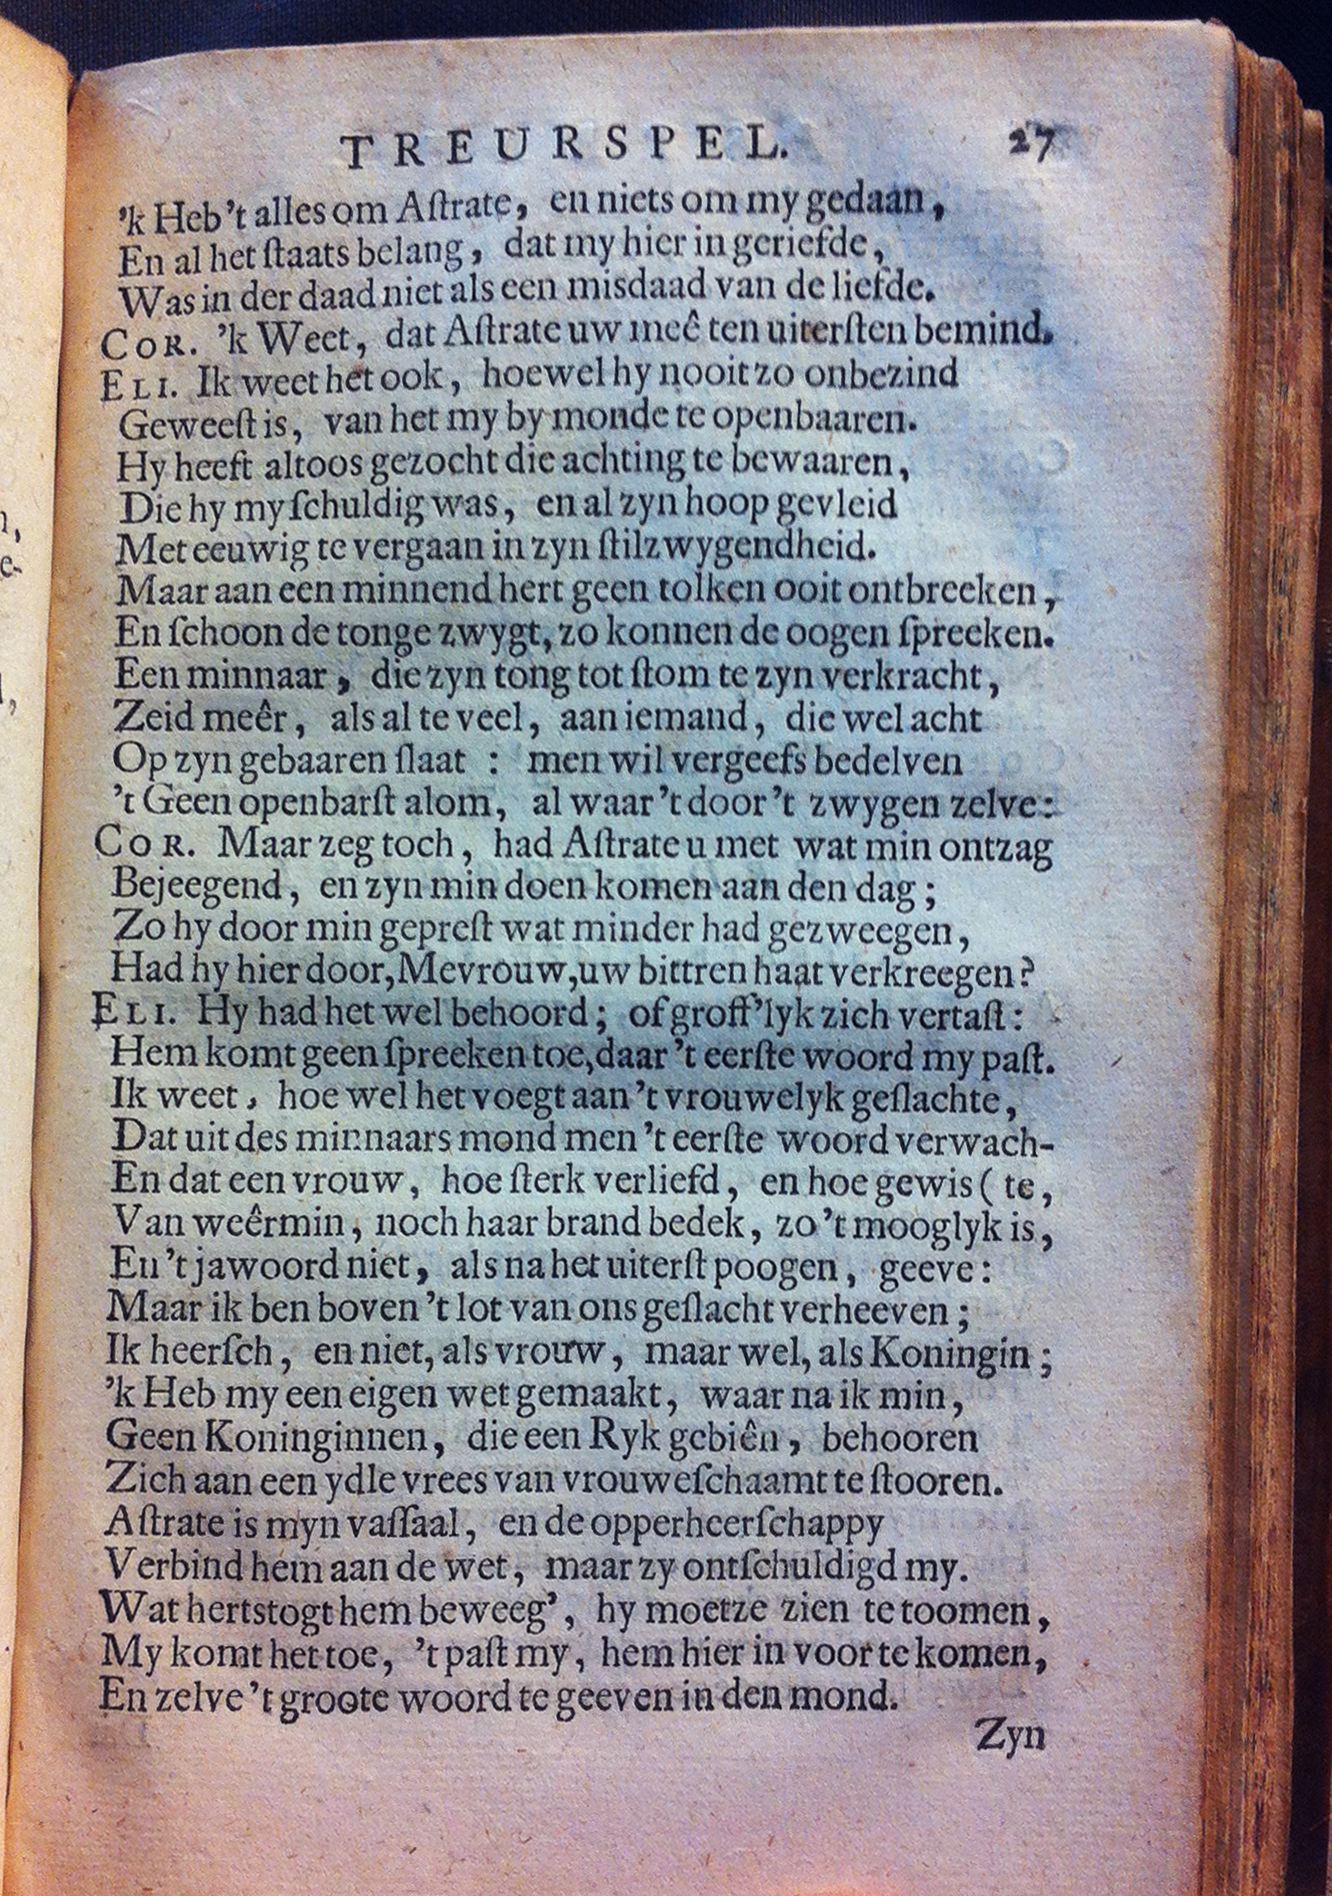 TREURSPEL. 27
'k Heb 't alles om Aſtrate, en niets om my gedaan,
En al het ſtaats belang, dat my hier in geriefde,
Was in der daad niet als een misdaad van de liefde.
COR. 'k Weet, dat Aſtrate uw meê ten uiterſten bemind.
ELI. Ik weet het ook, hoewel hy nooit zo onbezind
Geweeſt is, van het my by monde te openbaaren.
Hy heeft altoos gezocht die achting te bewaaren,
Die hy my ſchuldig was, en al zyn hoop gevleid
Met eeuwig te vergaan in zyn ſtilzwygendheid.
Maar aan een minnend hert geen tolken ooit ontbreeken,
En ſchoon de tonge zwygt, zo konnen de oogen ſpreeken.
Een minnaar, die zyn tong tot ſtom te zyn verkracht,
Zeid meêr, als al te veel, aan iemand, die wel acht
Op zyn gebaaren ſlaat : men wil vergeefs bedelven
't Geen openbarſt alom, al waar 't door 't zwygen zelve:
COR. Maar zeg toch, had Aſtrate u met wat min ontzag
Bejeegend, en zyn min doen komen aan den dag;
Zo hy door min gepreſt wat minder had gezweegen,
Had hy hier door, Mevrouw, uw bittren haat verkreegen?
ELI. Hy had het wel behoord; of groff'lyk zich vertaſt:
Hem komt geen ſpreeken toe, daar 't eerſte woord my paſt.
Ik weet, hoe wel het voegt aan 't vrouwelyk geſlachte,
Dat uit des minnaars mond men 't eerſte woord verwach-
En dat een vrouw, hoe ſterk verliefd, en hoe gewis (te,
Van weêrmin, noch haar brand bedek, zo 't mooglyk is,
En 't jawoord niet, als na het uiterſt poogen, geeve:
Maar ik ben boven 't lot van ons geſlacht verheeven;
Ik heerſch, en niet, als vrouw, maar wel, als Koningin;
'k Heb my een eigen wet gemaakt, waar na ik min,
Geen Koninginnen, die een Ryk gebiên, behooren
Zich aan een ydle vrees van vrouweſchaamt te ſtooren.
Aſtrate is myn vaſſaal, en de opperheerſchappy
Verbind hem aan de wet, maar zy ontſchuldigd my.
Wat hertstogt hem beweeg', hy moetze zien te toomen,
My komt het toe, 't paſt my, hem hier in voor te komen,
En zelve 't groote woord te geeven in den mond.
Zyn